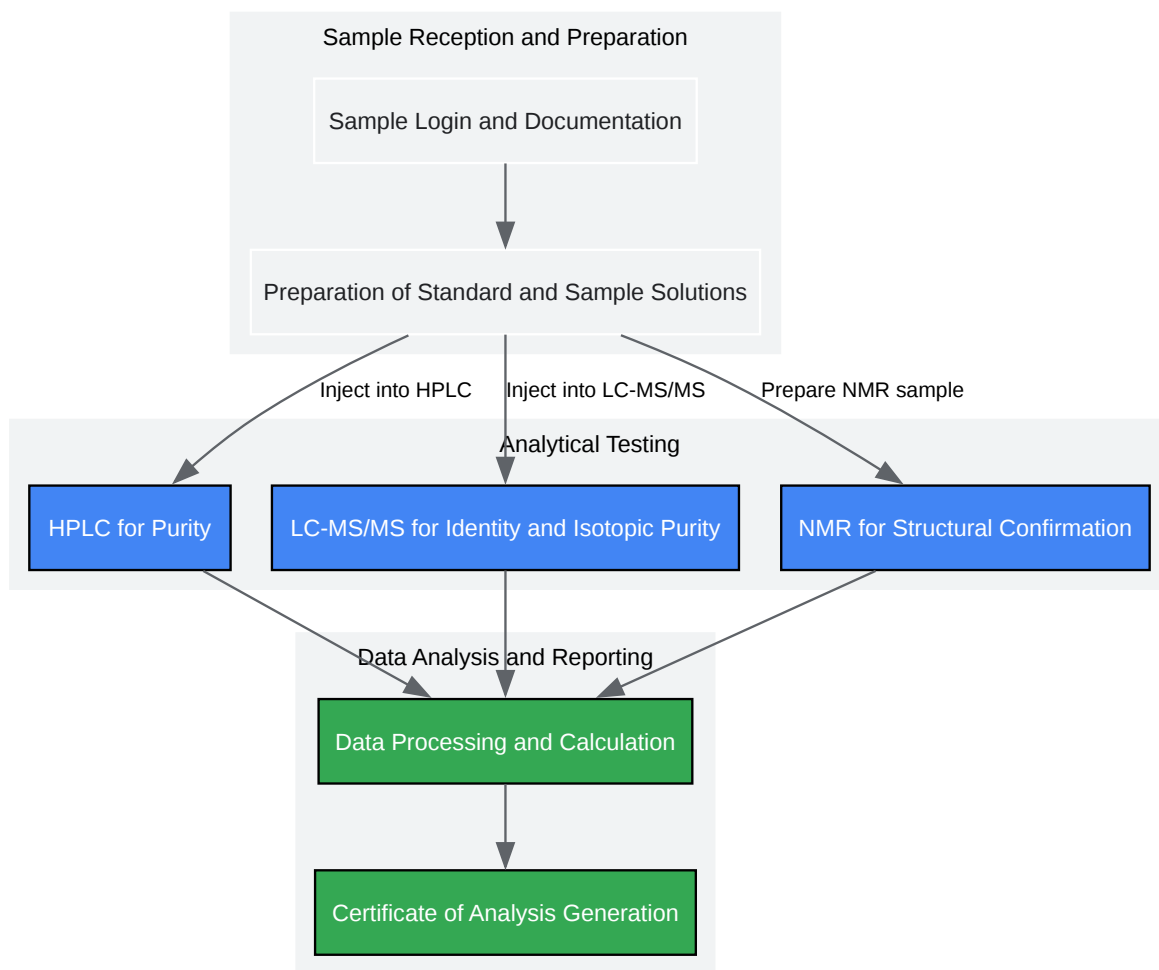 Sample Reception and Preparation
Sample Login and Documentation
Preparation of Standard and Sample Solutions
Inject into HPLC
Inject into LC-MS/MS
Prepare NMR sample
Analytical Testing
HPLC for Purity
LC-MS/MS for Identity and Isotopic Purity
NMR for Structural Confirmation
Data Analysis and Reporting
Data Processing and Calculation
Certificate of Analysis Generation